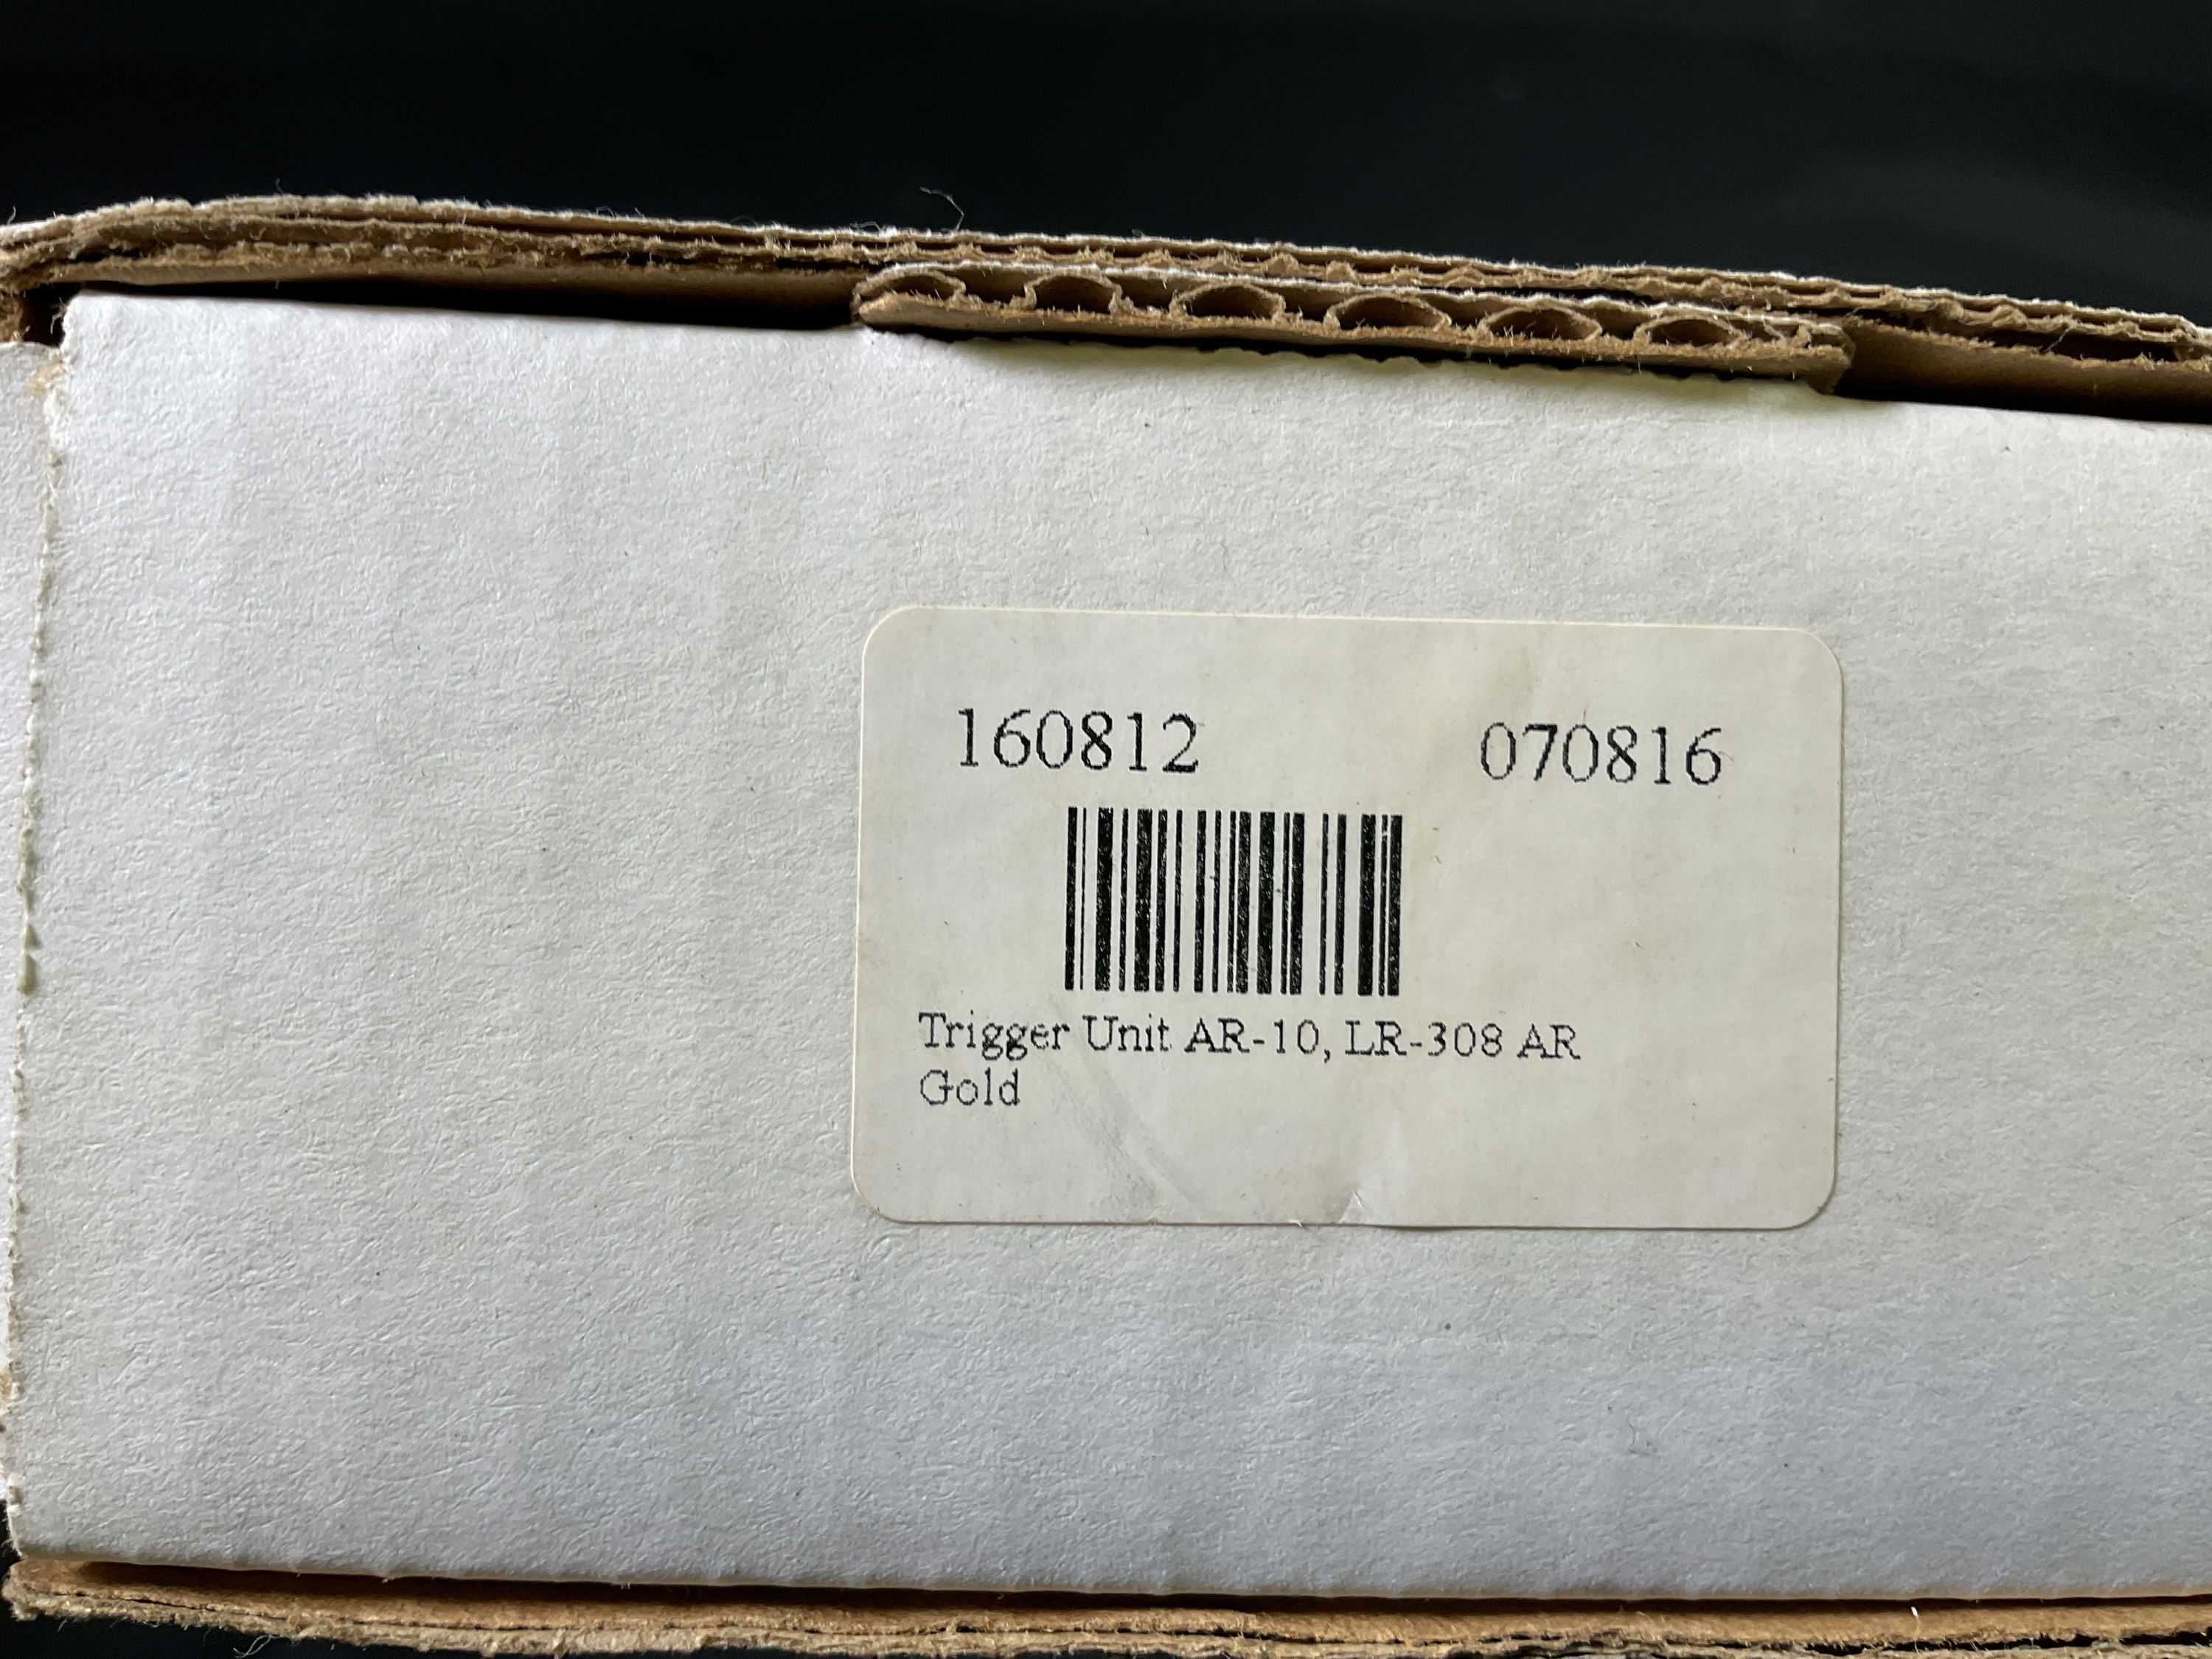 160812 070816
Trigger Unit AR-10, LR-308 AR
Gold